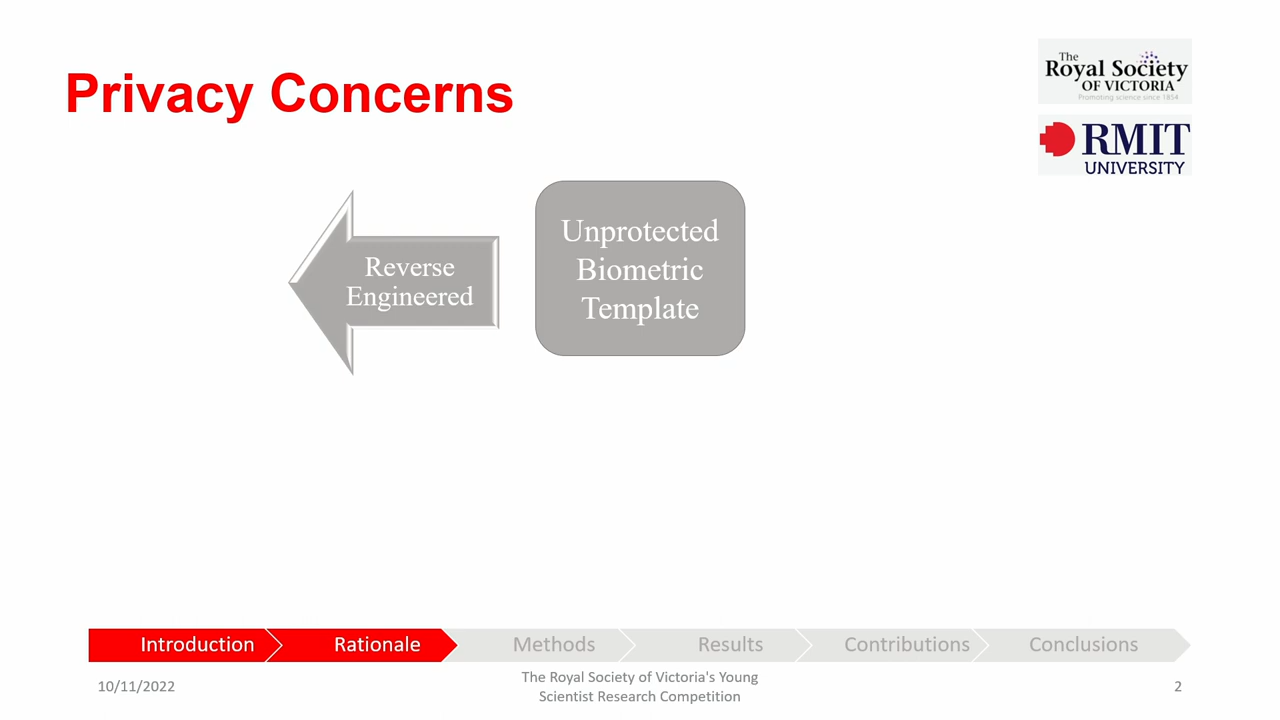 Privacy Concerns
The
Royal Society
OF VICTORIA
Promoting science since 1854
RMIT
UNIVERSITY
Reverse
Engineered
Unprotected
Biometric
Template
Introduction
Rationale
Methods
Results
Contributions
Conclusions
10/11/2022
The Royal Society of Victoria's Young
Scientist Research Competition
2